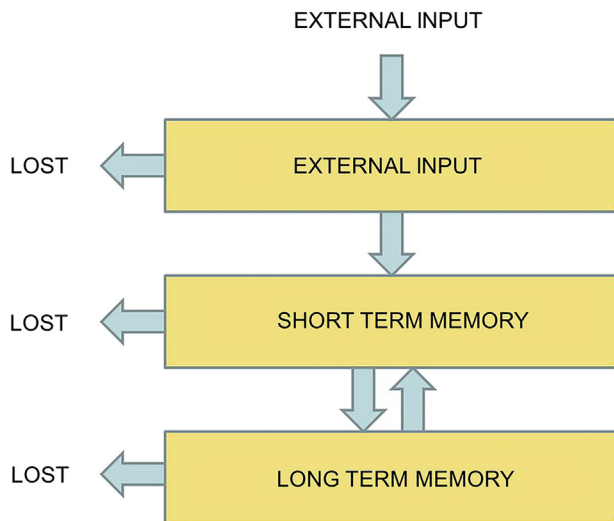 EXTERNAL INPUT
LOST
EXTERNAL INPUT
LOST
SHORT TERM MEMORY
LOST
LONG TERM MEMORY